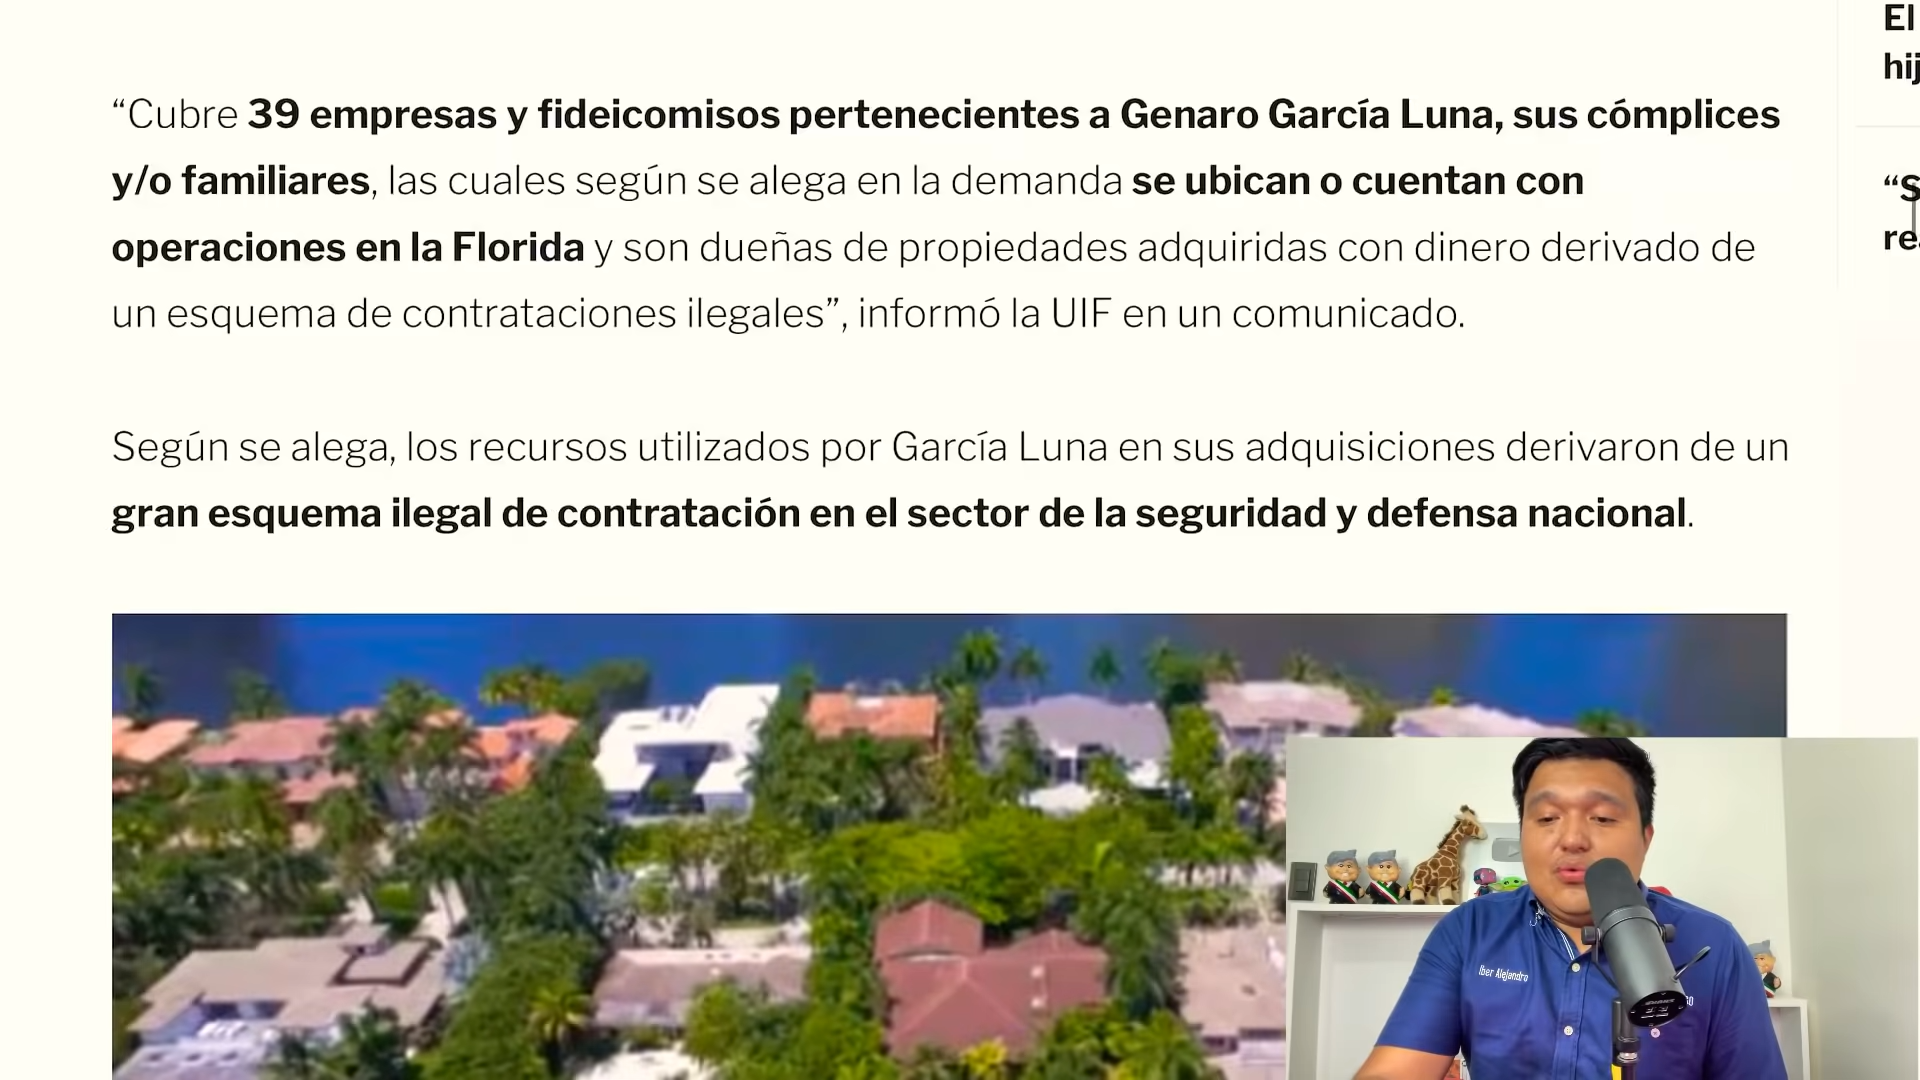 “Cubre 39 empresas y fideicomisos pertenecientes a Genaro García Luna, sus cómplices
y/o familiares, las cuales según se alega en la demanda se ubican o cuentan con
operaciones en la Florida y son dueñas de propiedades adquiridas con dinero derivado de
un esquema de contrataciones ilegales”, informó la UIF en un comunicado.
Según se alega, los recursos utilizados por García Luna en sus adquisiciones derivaron de un
gran esquema ilegal de contratación en el sector de la seguridad y defensa nacional.
El
hij
“S
re
Iber Alejandro